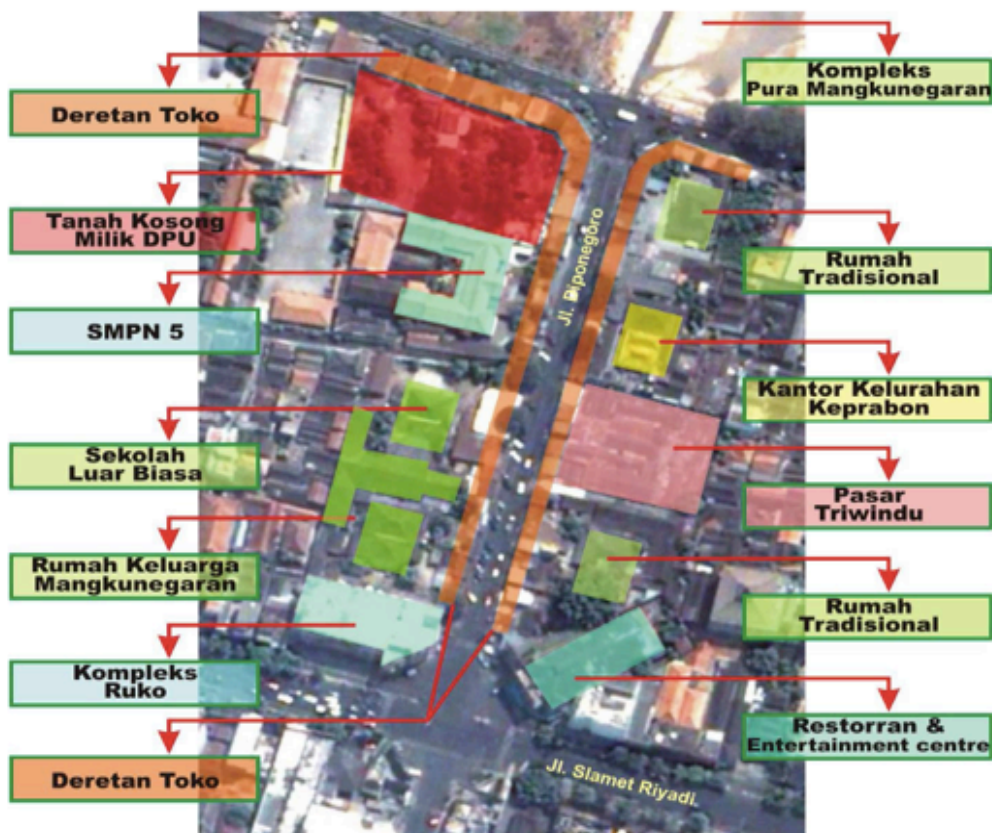 Deretan Toko
Tanah Kosong
Milik DPU
SMPN 5
Sekolah
Luar Biasa
Rumah Keluarga
Mangkunegaran
Kompleks
Ruko
Deretan Toko
Jl. Diponegoro
Jl. Slamet Riyadi.
Kompleks
Pura Mangkunegaran
Rumah
Tradisional
Kantor Kelurahan
Keprabon
Pasar
Triwindu
Rumah
Tradisional
Restorran &
Entertainment centre